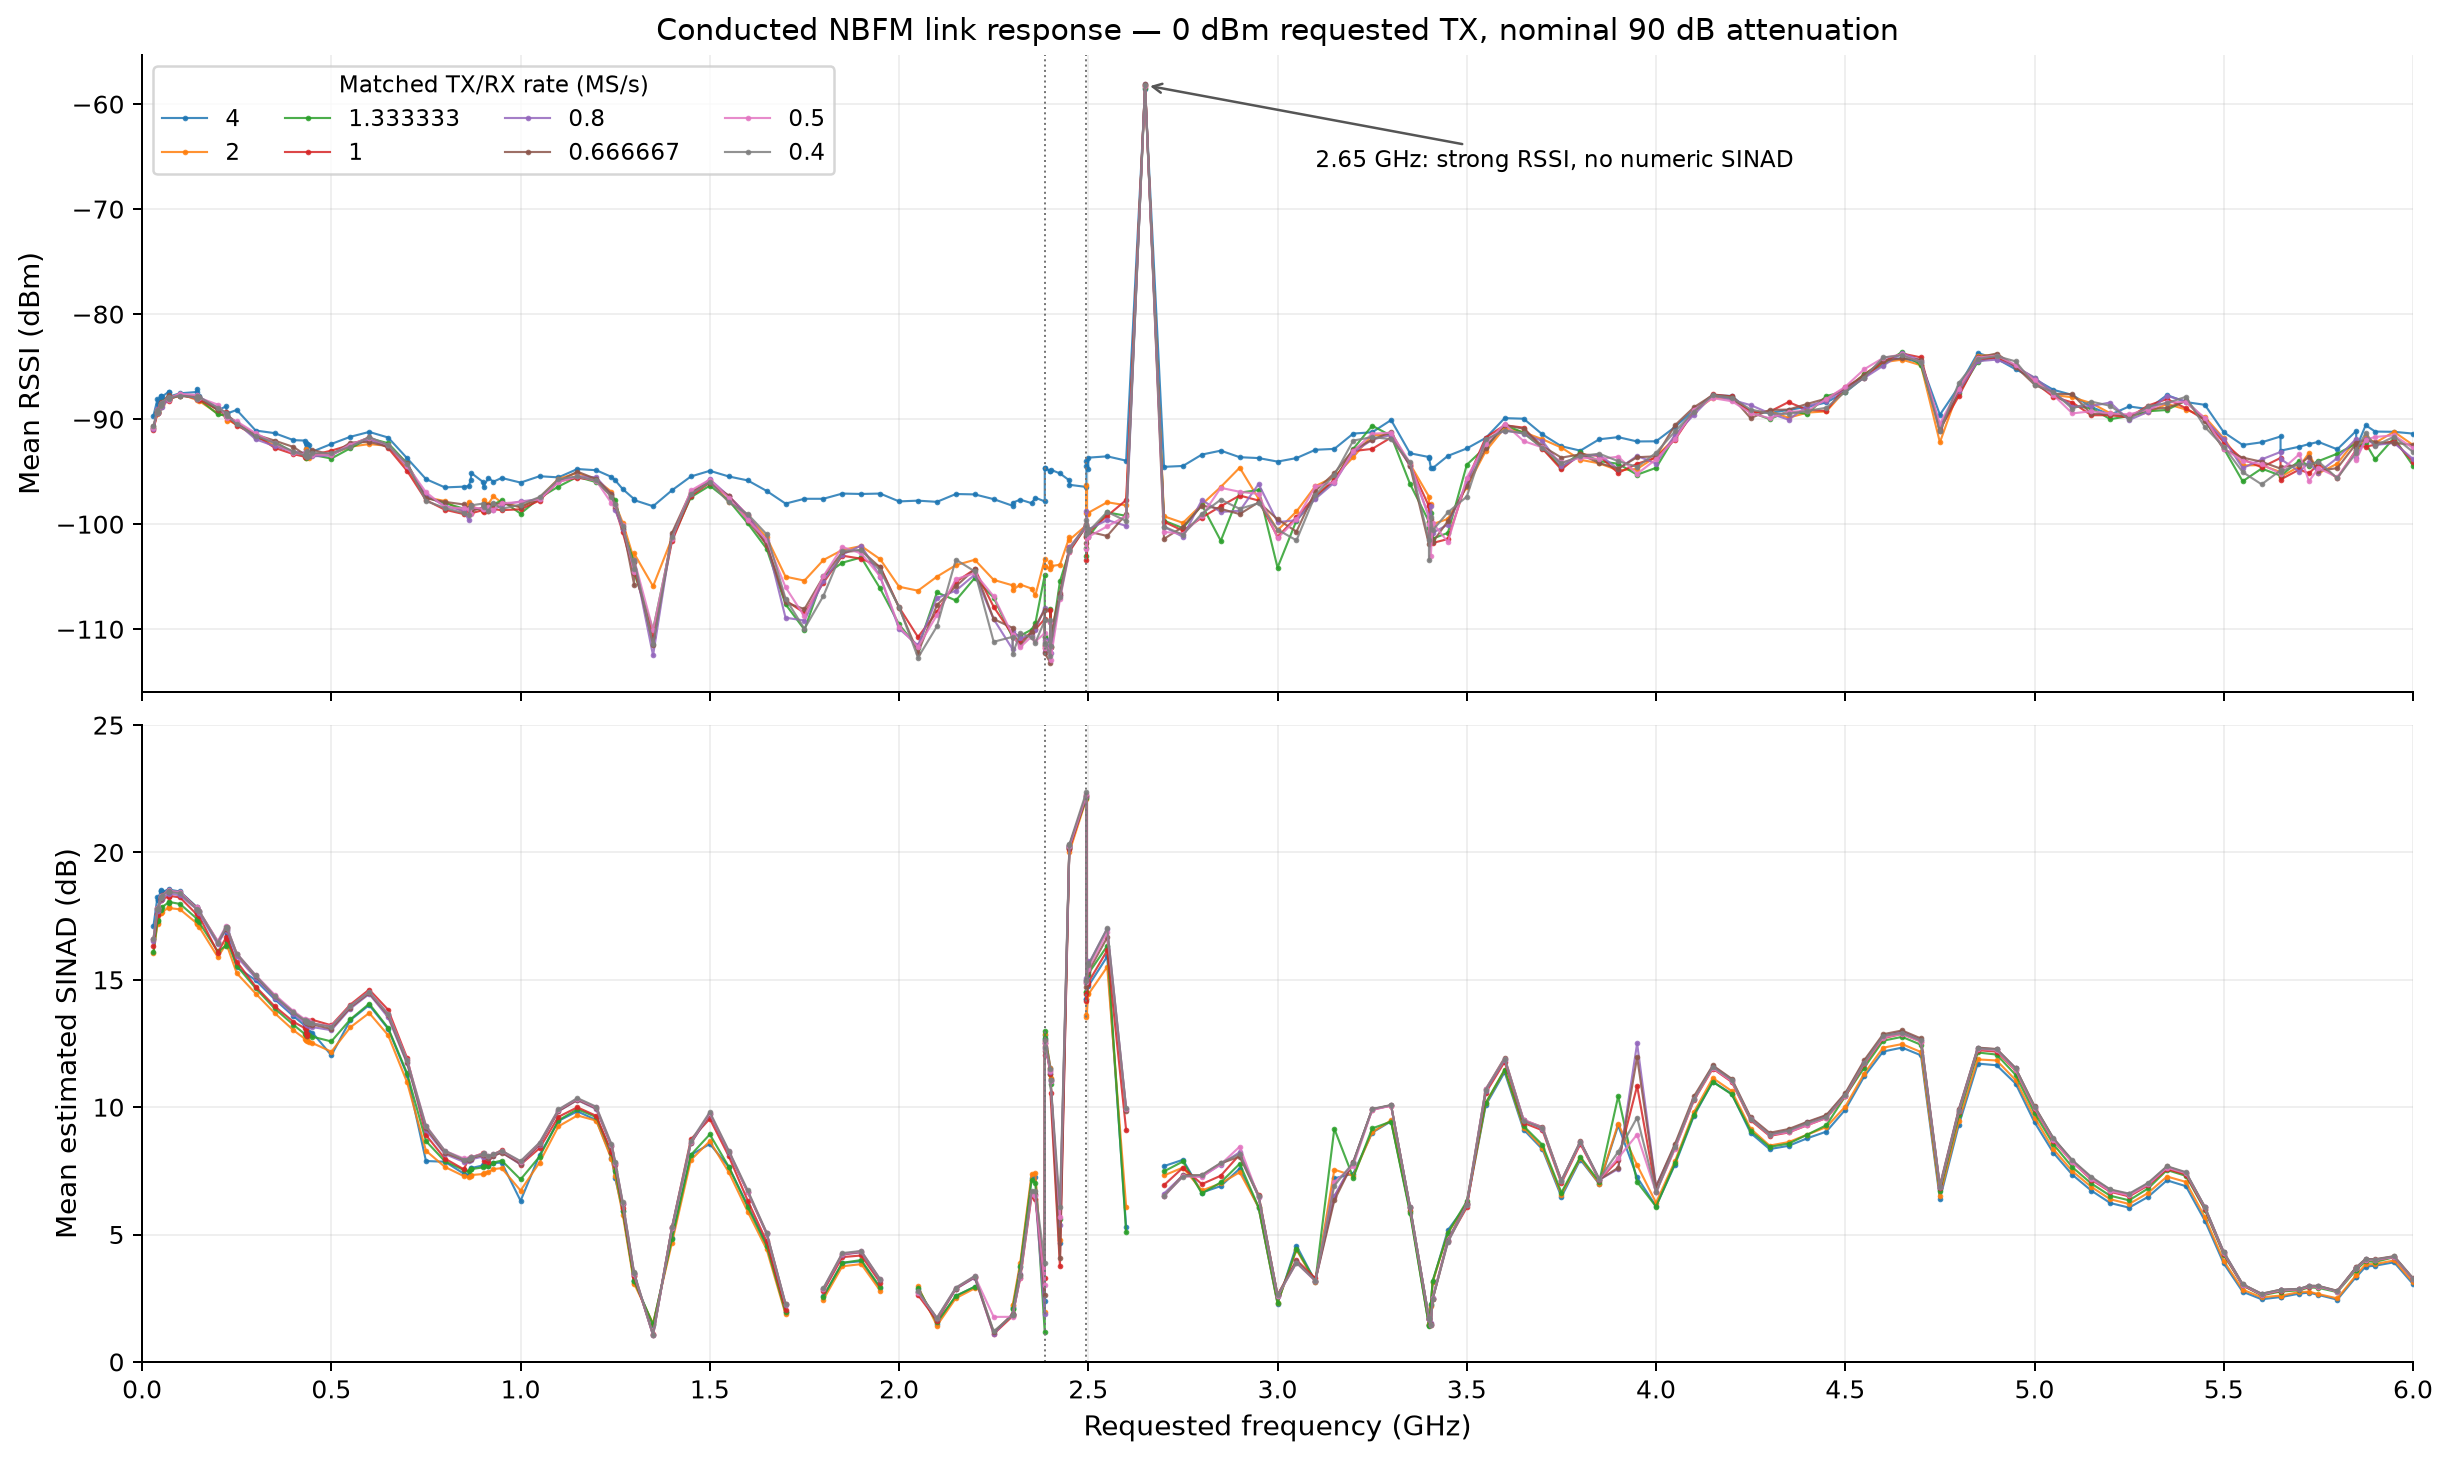 Conducted NBFM link response — 0 dBm requested TX, nominal 90 dB attenuation
Matched TX/RX rate (MS/s)
4 1.333333 0.8 0.5
2 1 0.666667 0.4
2.65 GHz: strong RSSI, no numeric SINAD
Mean RSSI (dBm)
−60
−70
−80
−90
−100
−110
Mean estimated SINAD (dB)
25
20
15
10
5
0
0.0 0.5 1.0 1.5 2.0 2.5 3.0 3.5 4.0 4.5 5.0 5.5 6.0
Requested frequency (GHz)